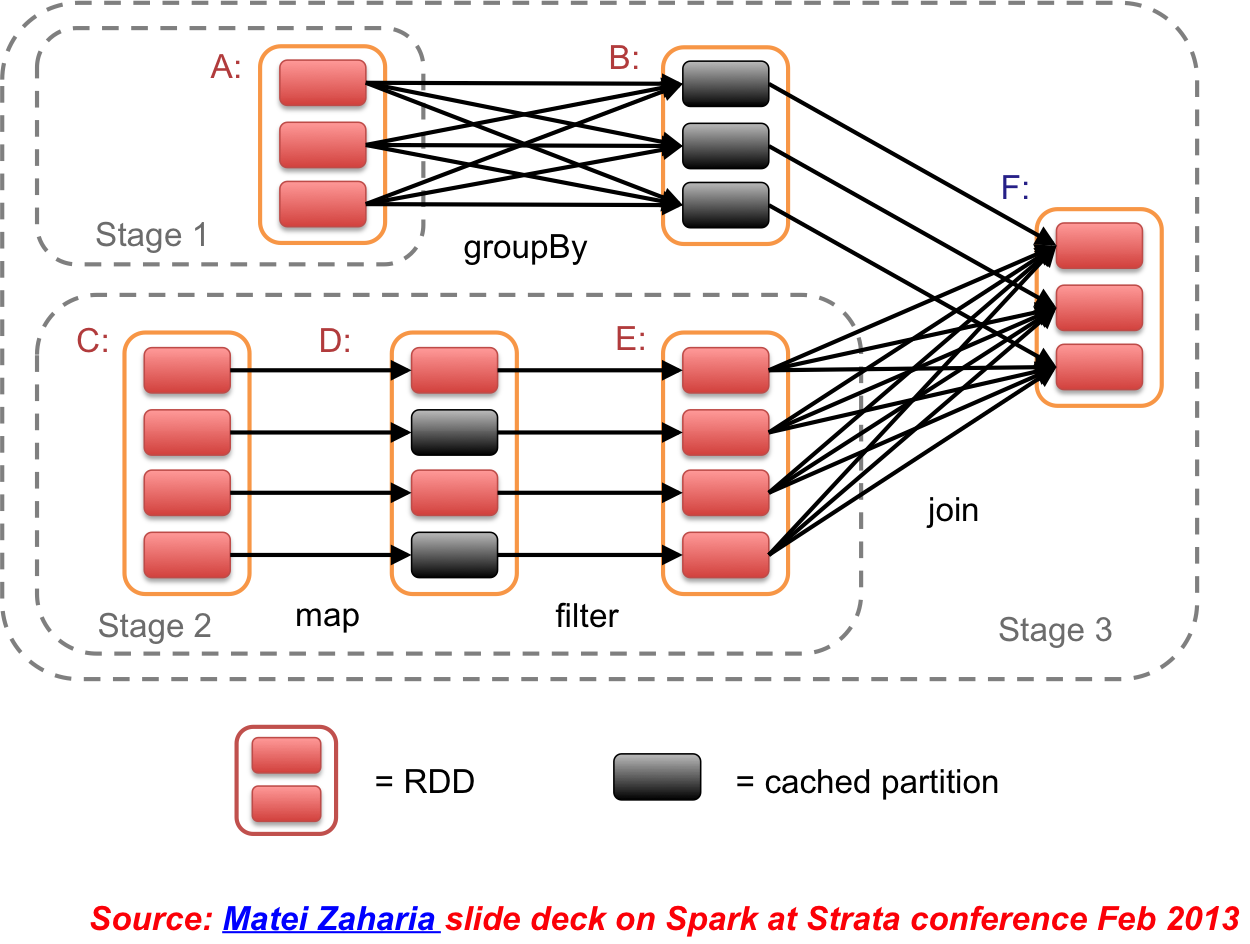 A:
B:
F:
Stage 1
groupBy
C:
D:
E:
join
map
filter
Stage 2
Stage 3
= RDD
= cached partition
Source: Matei Zaharia slide deck on Spark at Strata conference Feb 2013